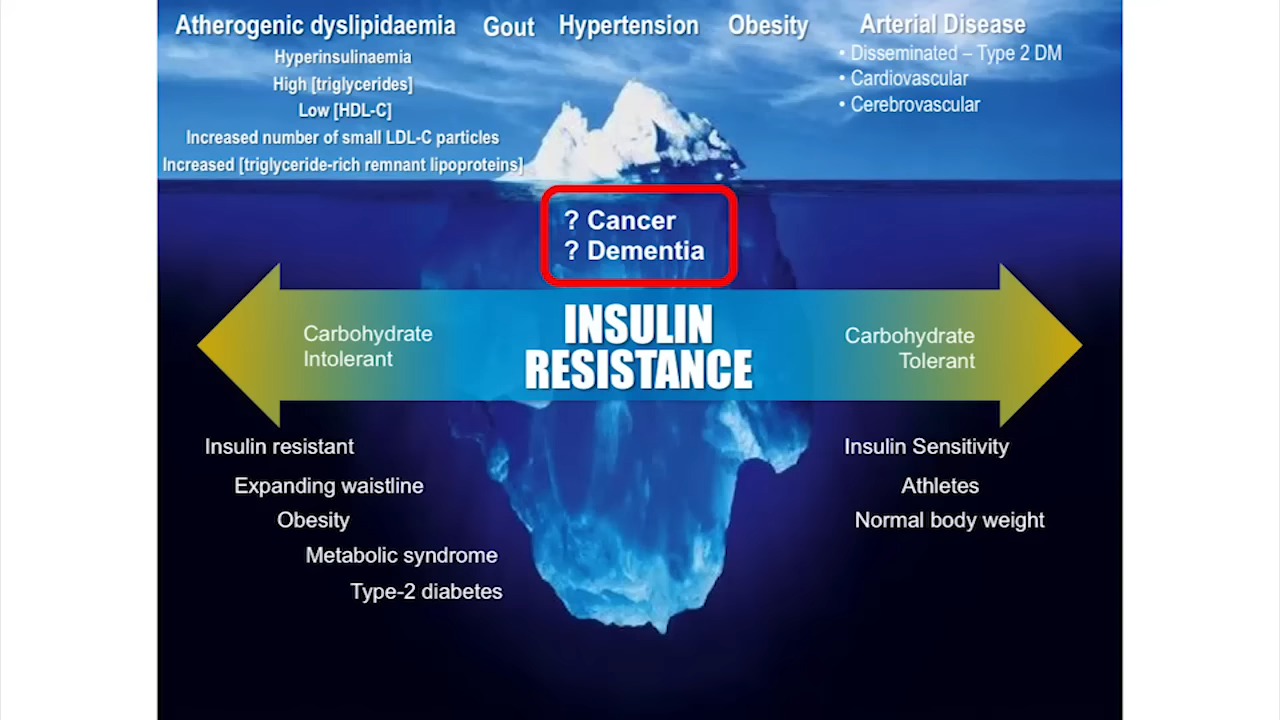 Atherogenic dyslipidaemia
Hyperinsulinaemia
High [triglycerides]
Low [HDL-C]
Increased number of small LDL-C particles
Increased [triglyceride-rich remnant lipoproteins]
Gout
Hypertension
Obesity
Arterial Disease
• Disseminated – Type 2 DM
• Cardiovascular
• Cerebrovascular
? Cancer
? Dementia
INSULIN
RESISTANCE
Carbohydrate
Intolerant
Carbohydrate
Tolerant
Insulin resistant
Expanding waistline
Obesity
Metabolic syndrome
Type-2 diabetes
Insulin Sensitivity
Athletes
Normal body weight